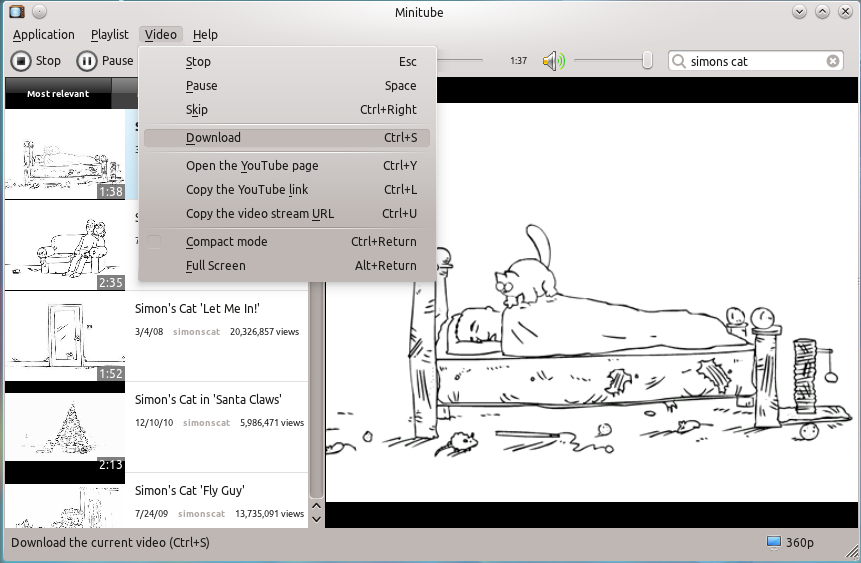 Minitube
Application Playlist Video Help
Stop Pause 1:37 simons cat
Stop Esc
Pause Space
Skip Ctrl+Right
Download Ctrl+S
Open the YouTube page Ctrl+Y
Copy the YouTube link Ctrl+L
Copy the video stream URL Ctrl+U
Compact mode Ctrl+Return
Full Screen Alt+Return
Most relevant
1:38
2:35
Simon's Cat 'Let Me In!'
3/4/08 simonscat 20,326,857 views
1:52
Simon's Cat in 'Santa Claws'
12/10/10 simonscat 5,986,471 views
2:13
Simon's Cat 'Fly Guy'
7/24/09 simonscat 13,735,091 views
Download the current video (Ctrl+S) 360p